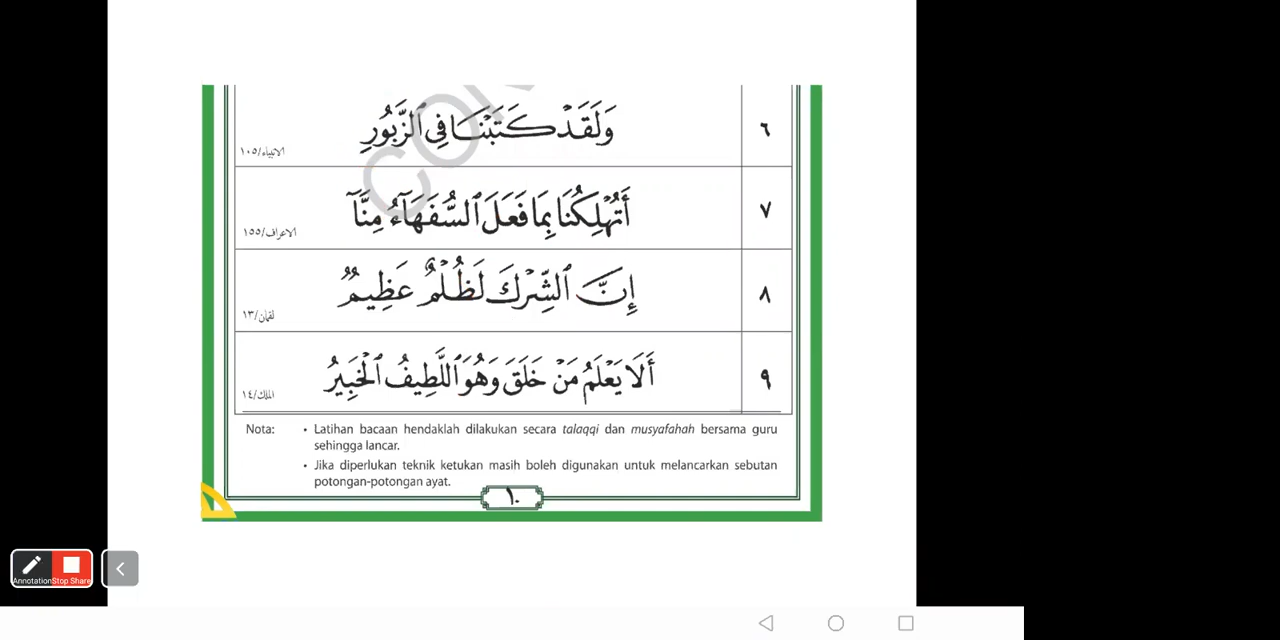 وَلَقَدْ كَتَبْنَا فِي ٱلزَّبُورِ ٦
الانبياء/١٠٥
أَتُهْلِكُنَا بِمَا فَعَلَ ٱلسُّفَهَآءُ مِنَّآ ٧
الاعراف/١٥٥
إِنَّ ٱلشِّرْكَ لَظُلْمٌ عَظِيمٌ ٨
لقمان/١٣
أَلَا يَعْلَمُ مَنْ خَلَقَ وَهُوَ ٱللَّطِيفُ ٱلْخَبِيرُ ٩
الملك/١٤
Nota: • Latihan bacaan hendaklah dilakukan secara talaqqi dan musyafahah bersama guru
sehingga lancar.
• Jika diperlukan teknik ketukan masih boleh digunakan untuk melancarkan sebutan
potongan-potongan ayat.
١٠
Annotation Stop Share